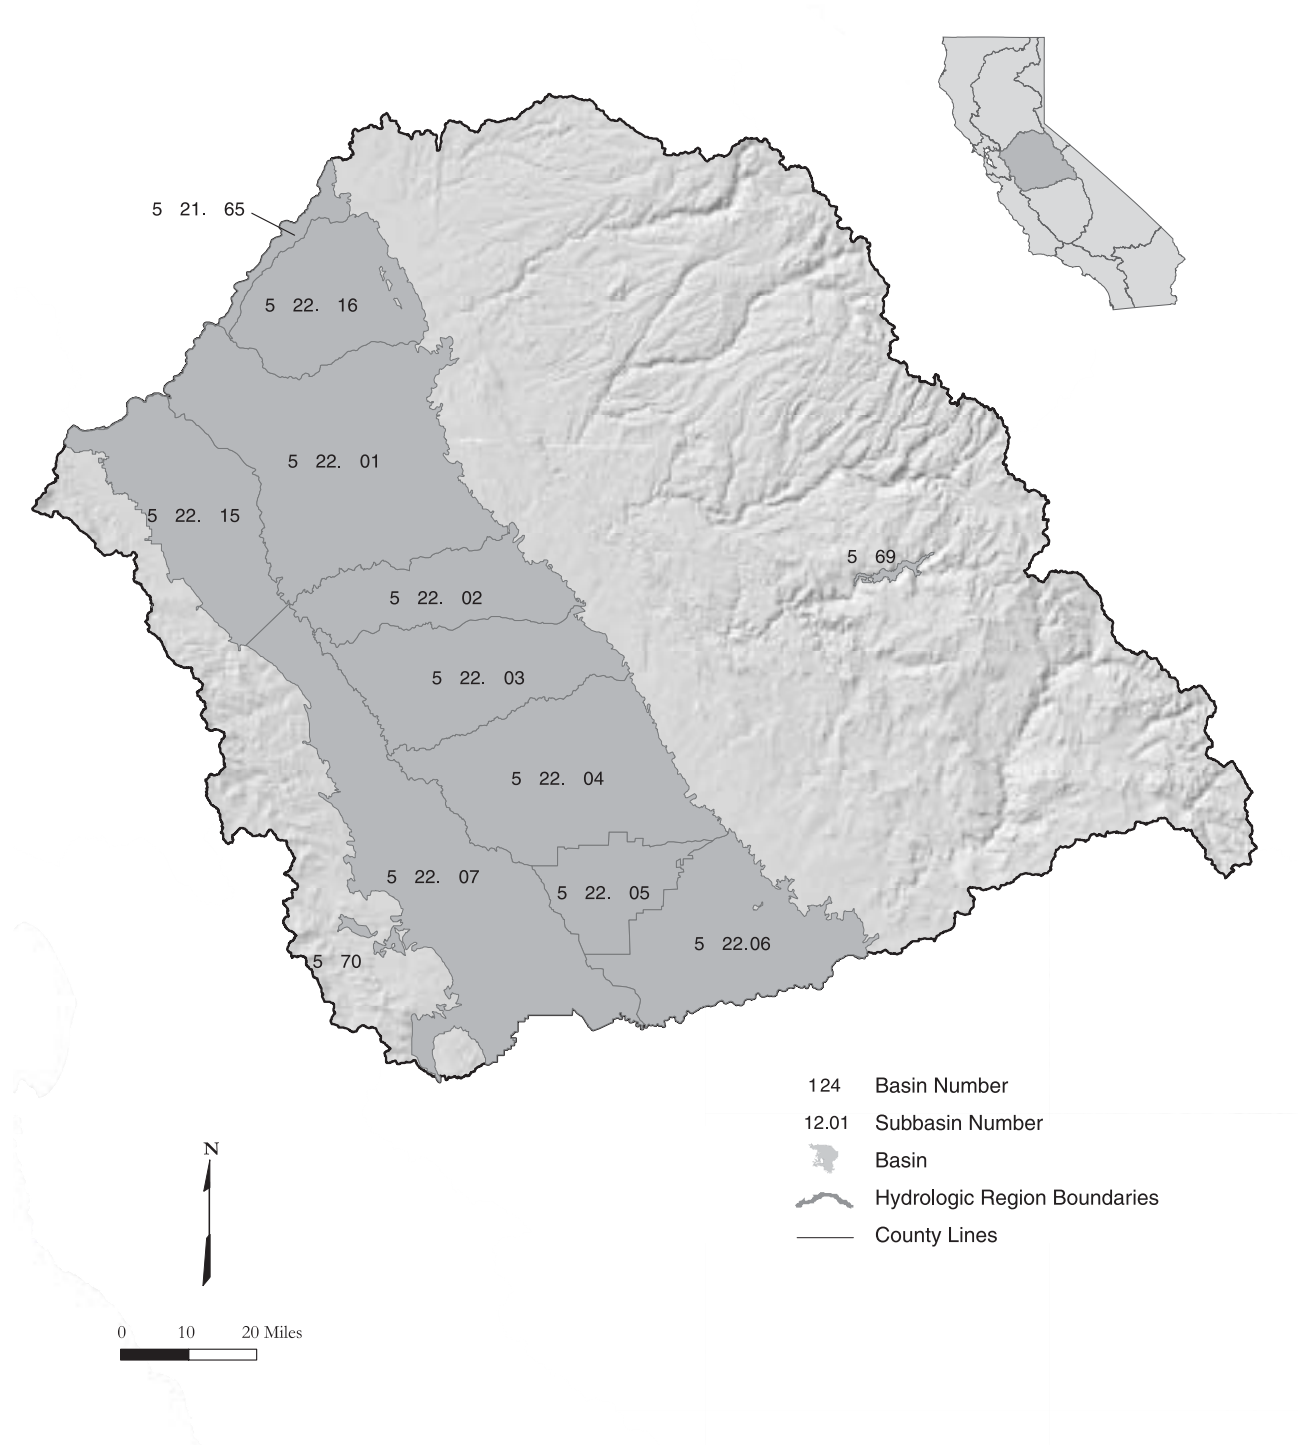 5 21. 65
5 22. 16
5 22. 01
5 22. 15
5 69
5 22. 02
5 22. 03
5 22. 04
5 22. 07
5 22. 05
5 22.06
5 70
124 Basin Number
12.01 Subbasin Number
Basin
Hydrologic Region Boundaries
County Lines
N
0 10 20 Miles